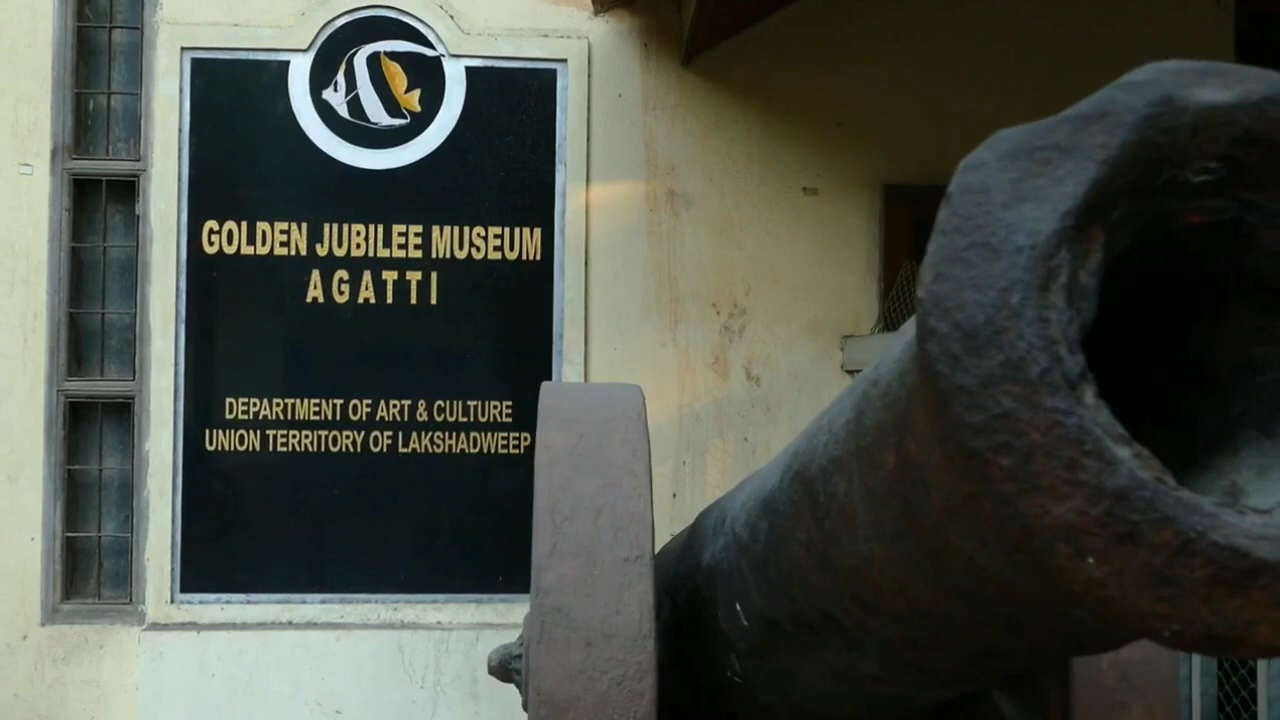 GOLDEN JUBILEE MUSEUM
AGATTI
DEPARTMENT OF ART & CULTURE
UNION TERRITORY OF LAKSHADWEEP